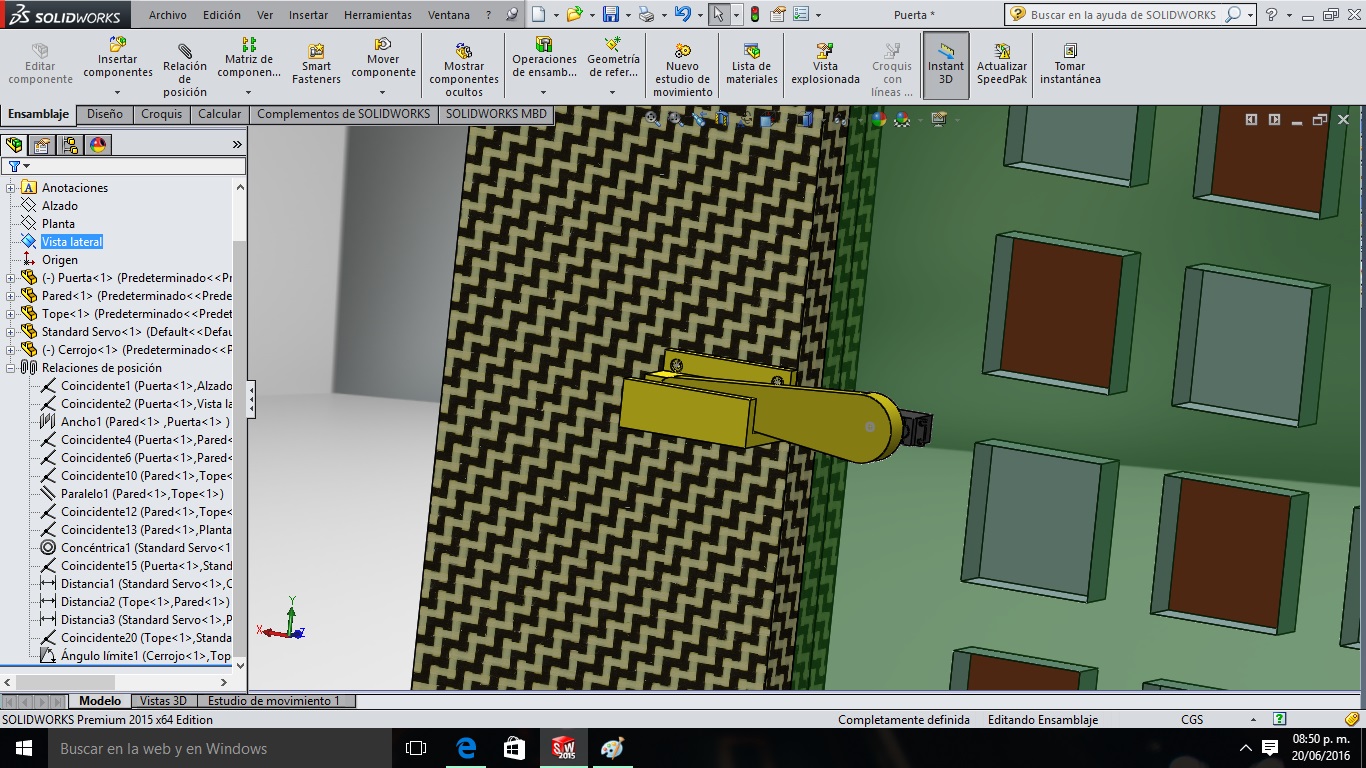 SOLIDWORKS Archivo Edición Ver Insertar Herramientas Ventana ? Puerta * Buscar en la ayuda de SOLIDWORKS ?
Editar componente
Insertar componentes
Relación de posición
Matriz de componen...
Smart Fasteners
Mover componente
Mostrar componentes ocultos
Operaciones de ensamb...
Geometría de refer...
Nuevo estudio de movimiento
Lista de materiales
Vista explosionada
Croquis con líneas ...
Instant 3D
Actualizar SpeedPak
Tomar instantánea
Ensamblaje Diseño Croquis Calcular Complementos de SOLIDWORKS SOLIDWORKS MBD
»
A Anotaciones
Alzado
Planta
Vista lateral
Origen
(-) Puerta<1> (Predeterminado<<Pr
Pared<1> (Predeterminado<<Prede
Tope<1> (Predeterminado<<Predet
Standard Servo<1> (Default<<Defau
(-) Cerrojo<1> (Predeterminado<<P
Relaciones de posición
Coincidente1 (Puerta<1>,Alzado
Coincidente2 (Puerta<1>,Vista la
Ancho1 (Pared<1> ,Puerta<1> )
Coincidente4 (Puerta<1>,Pared<
Coincidente6 (Puerta<1>,Pared<
Coincidente10 (Pared<1>,Tope<
Paralelo1 (Pared<1>,Tope<1>)
Coincidente12 (Pared<1>,Tope<
Coincidente13 (Pared<1>,Planta
Concéntrica1 (Standard Servo<1
Coincidente15 (Puerta<1>,Stand
Distancia1 (Standard Servo<1>,C
Distancia2 (Tope<1>,Pared<1>)
Distancia3 (Standard Servo<1>,P
Coincidente20 (Tope<1>,Standa
Ángulo límite1 (Cerrojo<1>,Top
Y
X Z
Modelo Vistas 3D Estudio de movimiento 1
SOLIDWORKS Premium 2015 x64 Edition Completamente definida Editando Ensamblaje CGS ?
Buscar en la web y en Windows SW 2015 08:50 p. m.
20/06/2016